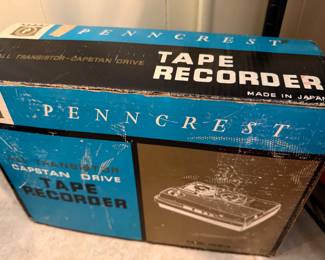 PENNCREST
ALL TRANSISTOR-CAPSTAN DRIVE
TAPE
RECORDER
MADE IN JAPAN
PENNCREST
ALL TRANSISTOR
CAPSTAN DRIVE
TAPE
RECORDER